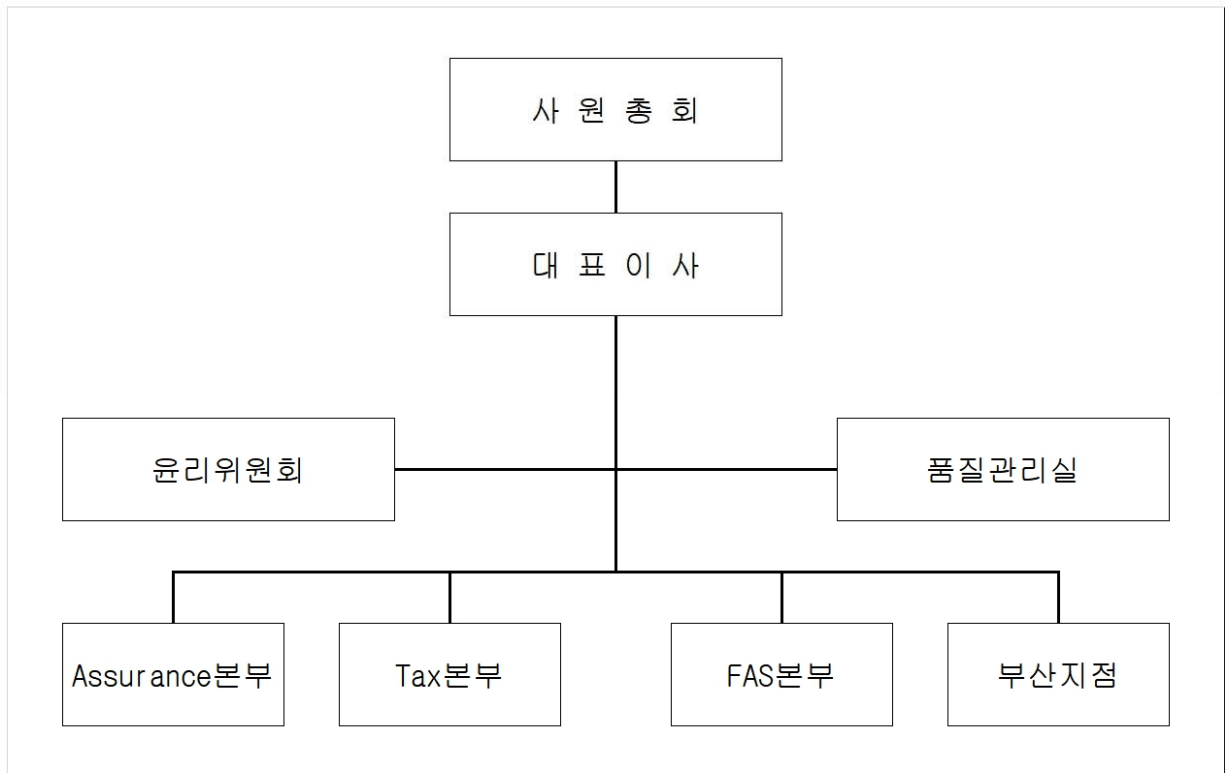 사 원 총 회
대 표 이 사
윤리위원회
품질관리실
Assurance본부
Tax본부
FAS본부
부산지점